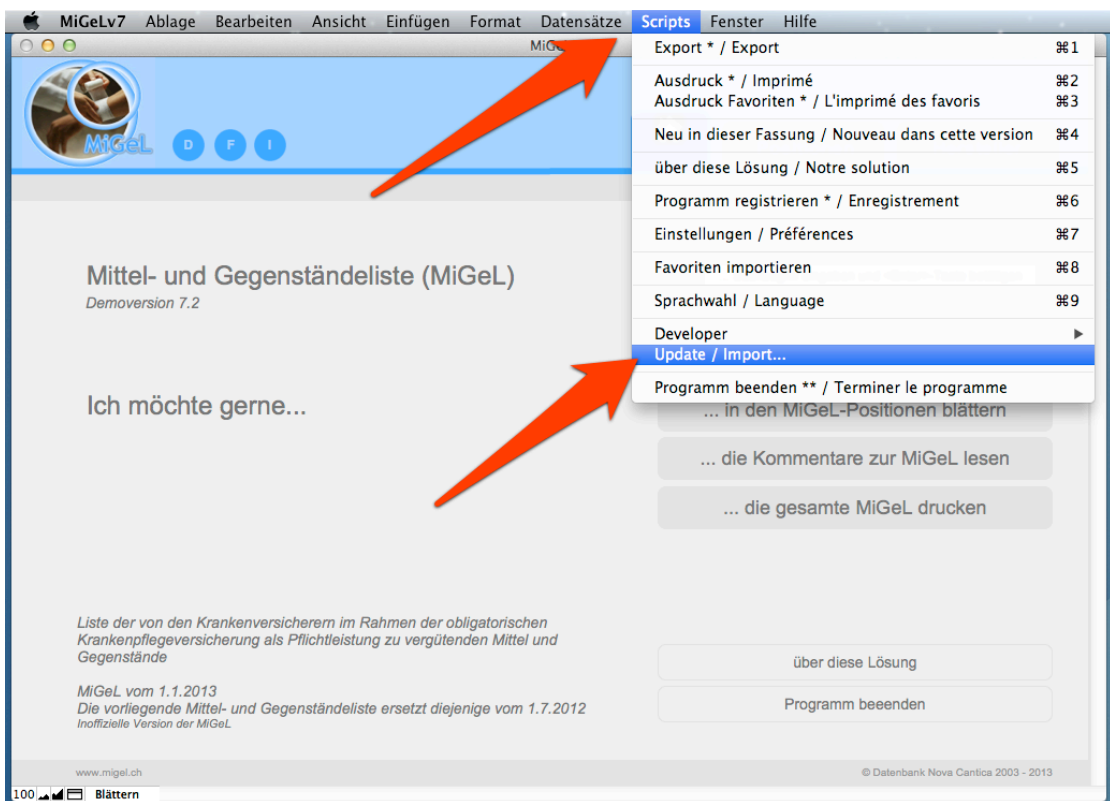 MiGeLv7 Ablage Bearbeiten Ansicht Einfügen Format Datensätze Scripts Fenster Hilfe
Export * / Export ⌘1
Ausdruck * / Imprimé ⌘2
Ausdruck Favoriten * / L'imprimé des favoris ⌘3
Neu in dieser Fassung / Nouveau dans cette version ⌘4
über diese Lösung / Notre solution ⌘5
Programm registrieren * / Enregistrement ⌘6
Einstellungen / Préférences ⌘7
Favoriten importieren ⌘8
Sprachwahl / Language ⌘9
Developer ▶
Update / Import...
Programm beenden ** / Terminer le programme
MiGeL
D F I
Mittel- und Gegenständeliste (MiGeL)
Demoversion 7.2
Ich möchte gerne...
... in den MiGeL-Positionen blättern
... die Kommentare zur MiGeL lesen
... die gesamte MiGeL drucken
Liste der von den Krankenversicherern im Rahmen der obligatorischen
Krankenpflegeversicherung als Pflichtleistung zu vergütenden Mittel und
Gegenstände
MiGeL vom 1.1.2013
Die vorliegende Mittel- und Gegenständeliste ersetzt diejenige vom 1.7.2012
Inoffizielle Version der MiGeL
über diese Lösung
Programm beeenden
www.migel.ch © Datenbank Nova Cantica 2003 - 2013
100 Blättern